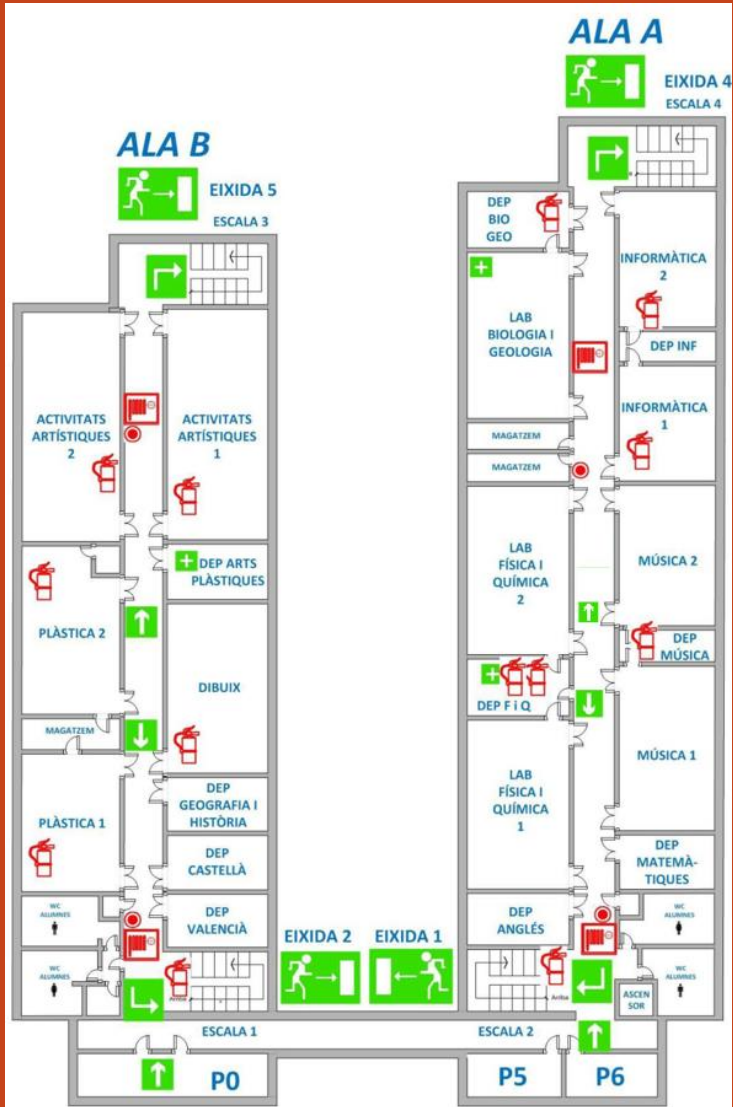 ALA A
EIXIDA 4
ESCALA 4
ALA B
EIXIDA 5
ESCALA 3
DEP
BIO
GEO
INFORMÀTICA
2
LAB
BIOLOGIA I
GEOLOGIA
DEP INF
INFORMÀTICA
1
ACTIVITATS
ARTÍSTIQUES
2
ACTIVITATS
ARTÍSTIQUES
1
MAGATZEM
MAGATZEM
LAB
FÍSICA I
QUÍMICA
2
MÚSICA 2
DEP ARTS
PLÀSTIQUES
PLÀSTICA 2
DIBUIX
DEP
MÚSICA
DEP F i Q
MAGATZEM
MÚSICA 1
LAB
FÍSICA I
QUÍMICA
1
DEP
GEOGRAFIA I
HISTÒRIA
PLÀSTICA 1
DEP
CASTELLÀ
DEP
MATEMÀ-
TIQUES
WC
ALUMNES
DEP
VALENCIÀ
DEP
ANGLÉS
WC
ALUMNES
EIXIDA 2
EIXIDA 1
WC
ALUMNES
WC
ALUMNES
Arriba
Arriba
ASCEN
SOR
ESCALA 1
ESCALA 2
P0
P5
P6